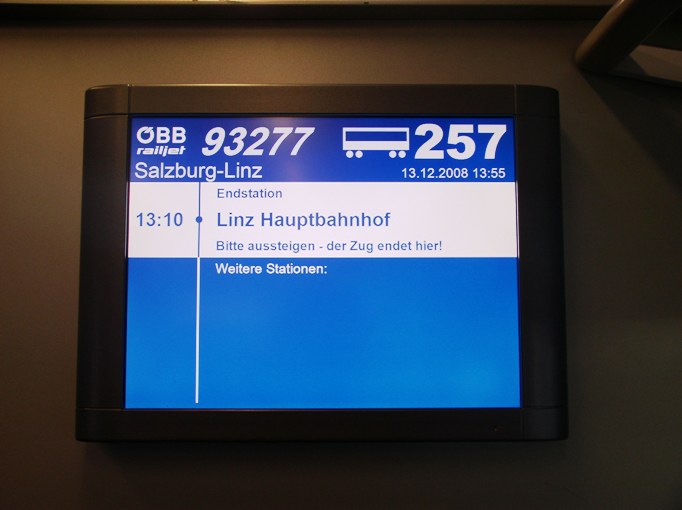 ÖBB 93277 257
railjet
Salzburg-Linz 13.12.2008 13:55
Endstation
13:10 Linz Hauptbahnhof
Bitte aussteigen - der Zug endet hier!
Weitere Stationen: